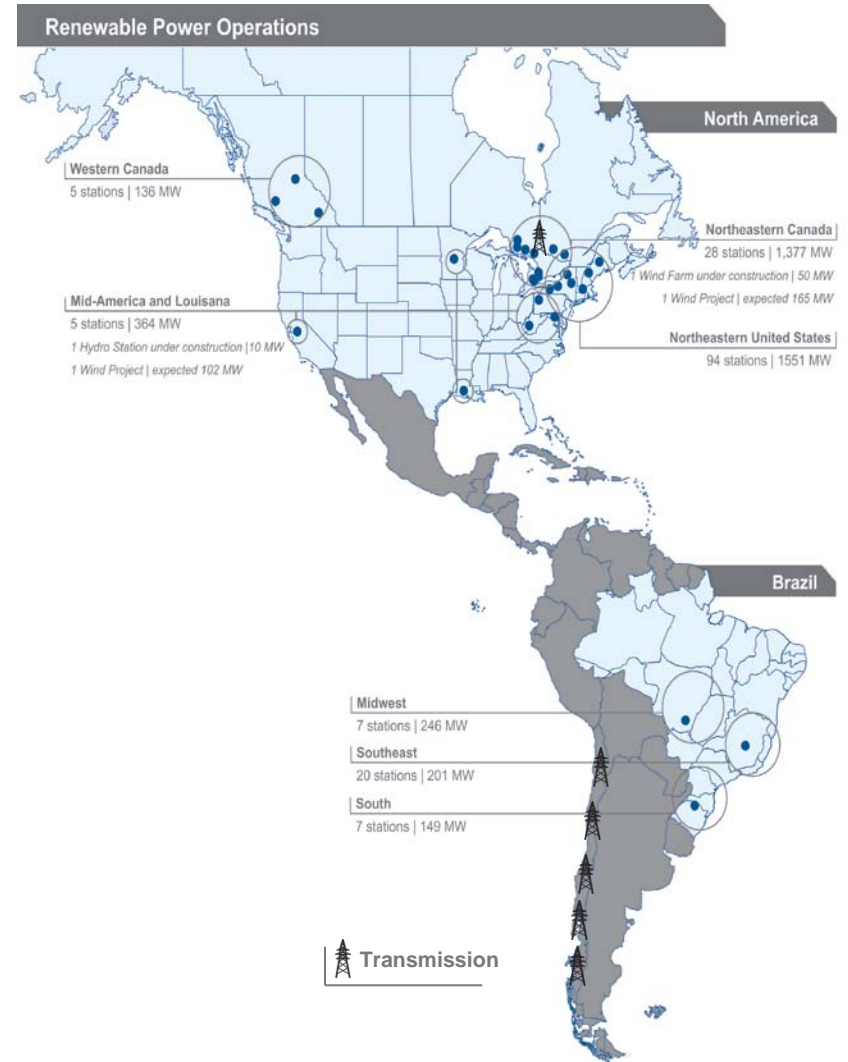 Renewable Power Operations
North America
Western Canada
5 stations | 136 MW
Northeastern Canada
28 stations | 1,377 MW
1 Wind Farm under construction | 50 MW
1 Wind Project | expected 165 MW
Mid-America and Louisana
5 stations | 364 MW
1 Hydro Station under construction |10 MW
1 Wind Project | expected 102 MW
Northeastern United States
94 stations | 1551 MW
Brazil
Midwest
7 stations | 246 MW
Southeast
20 stations | 201 MW
South
7 stations | 149 MW
Transmission